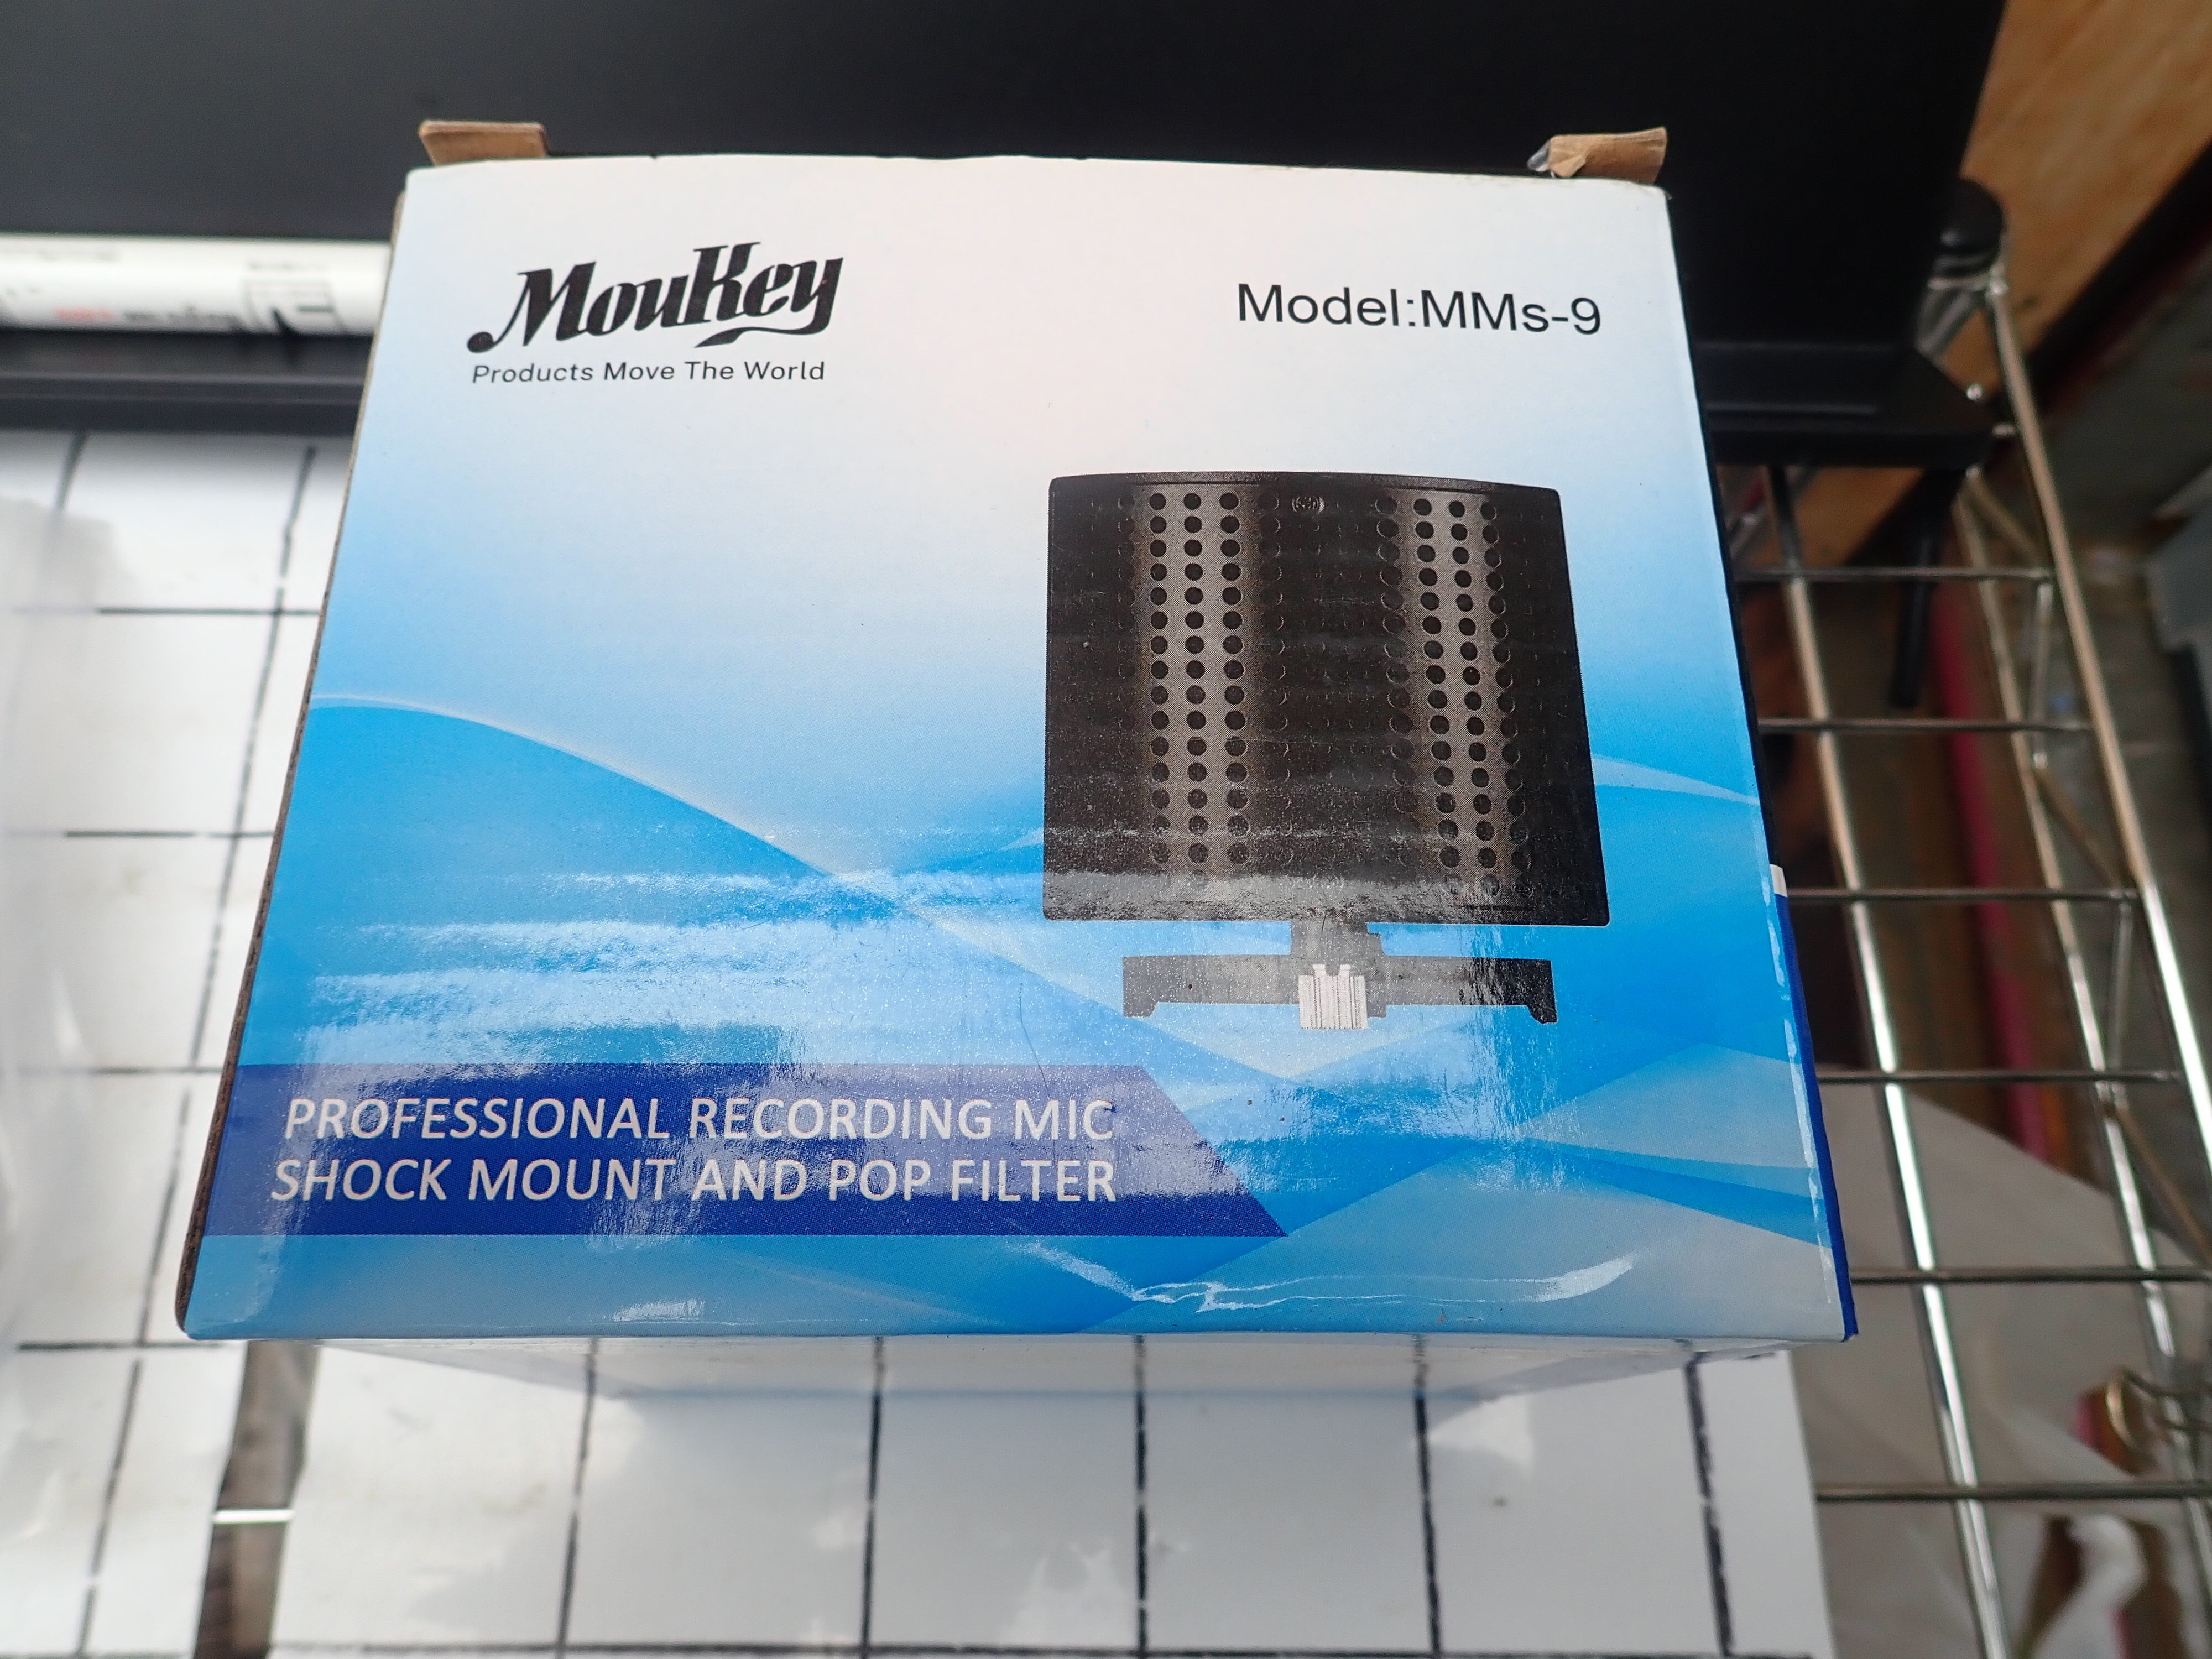 MouKey
Products Move The World
Model:MMs-9
PROFESSIONAL RECORDING MIC
SHOCK MOUNT AND POP FILTER